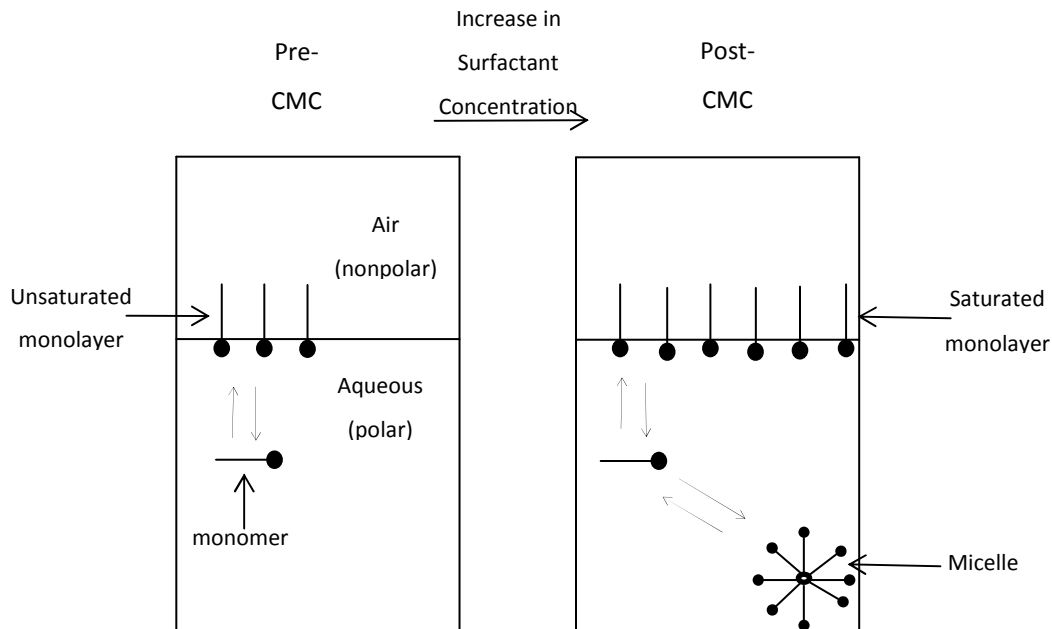 Pre-
CMC
Increase in
Surfactant
Concentration
Post-
CMC
Air
(nonpolar)
Unsaturated
monolayer
Aqueous
(polar)
monomer
Saturated
monolayer
Micelle